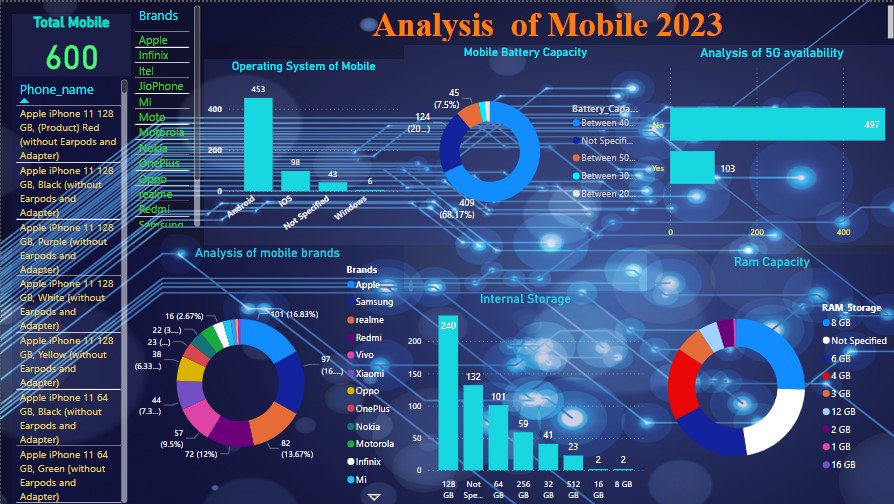 Analysis of Mobile 2023
Total Mobile
600
Phone_name
Apple iPhone 11 128
GB, (Product) Red
(without Earpods and
Adapter)
Apple iPhone 11 128
GB, Black (without
Earpods and
Adapter)
Apple iPhone 11 128
GB, Purple (without
Earpods and
Adapter)
Apple iPhone 11 128
GB, White (without
Earpods and
Adapter)
Apple iPhone 11 128
GB, Yellow (without
Earpods and
Adapter)
Apple iPhone 11 64
GB, Black (without
Earpods and
Adapter)
Apple iPhone 11 64
GB, Green (without
Earpods and
Adapter)
Brands
Apple
Infinix
Itel
JioPhone
Mi
Moto
Motorola
Nokia
OnePlus
Oppo
realme
Redmi
Samsung
Operating System of Mobile
400
200
0
453
98
43
6
Android
IOS
Not Specified
Windows
Mobile Battery Capacity
45
(7.5%)
124
(20...)
409
(68.17%)
Battery_Capa...
Between 40...
Not Specifi...
Between 50...
Between 30...
Between 20...
Analysis of 5G availability
No
497
Yes
103
0
200
400
Analysis of mobile brands
101 (16.83%)
97
(16....)
82
(13.67%)
72 (12%)
57
(9.5%)
44
(7.3...)
38
(6.33...)
23 (...)
22 (3....)
16 (2.67%)
Brands
Apple
Samsung
realme
Redmi
Vivo
Xiaomi
Oppo
OnePlus
Nokia
Motorola
Infinix
Mi
Internal Storage
200
150
100
50
0
240
132
101
59
41
23
2
2
128
GB
Not
Spe...
64
GB
256
GB
32
GB
512
GB
16
GB
8 GB
Ram Capacity
RAM_Storage
8 GB
Not Specified
6 GB
4 GB
3 GB
12 GB
2 GB
1 GB
16 GB